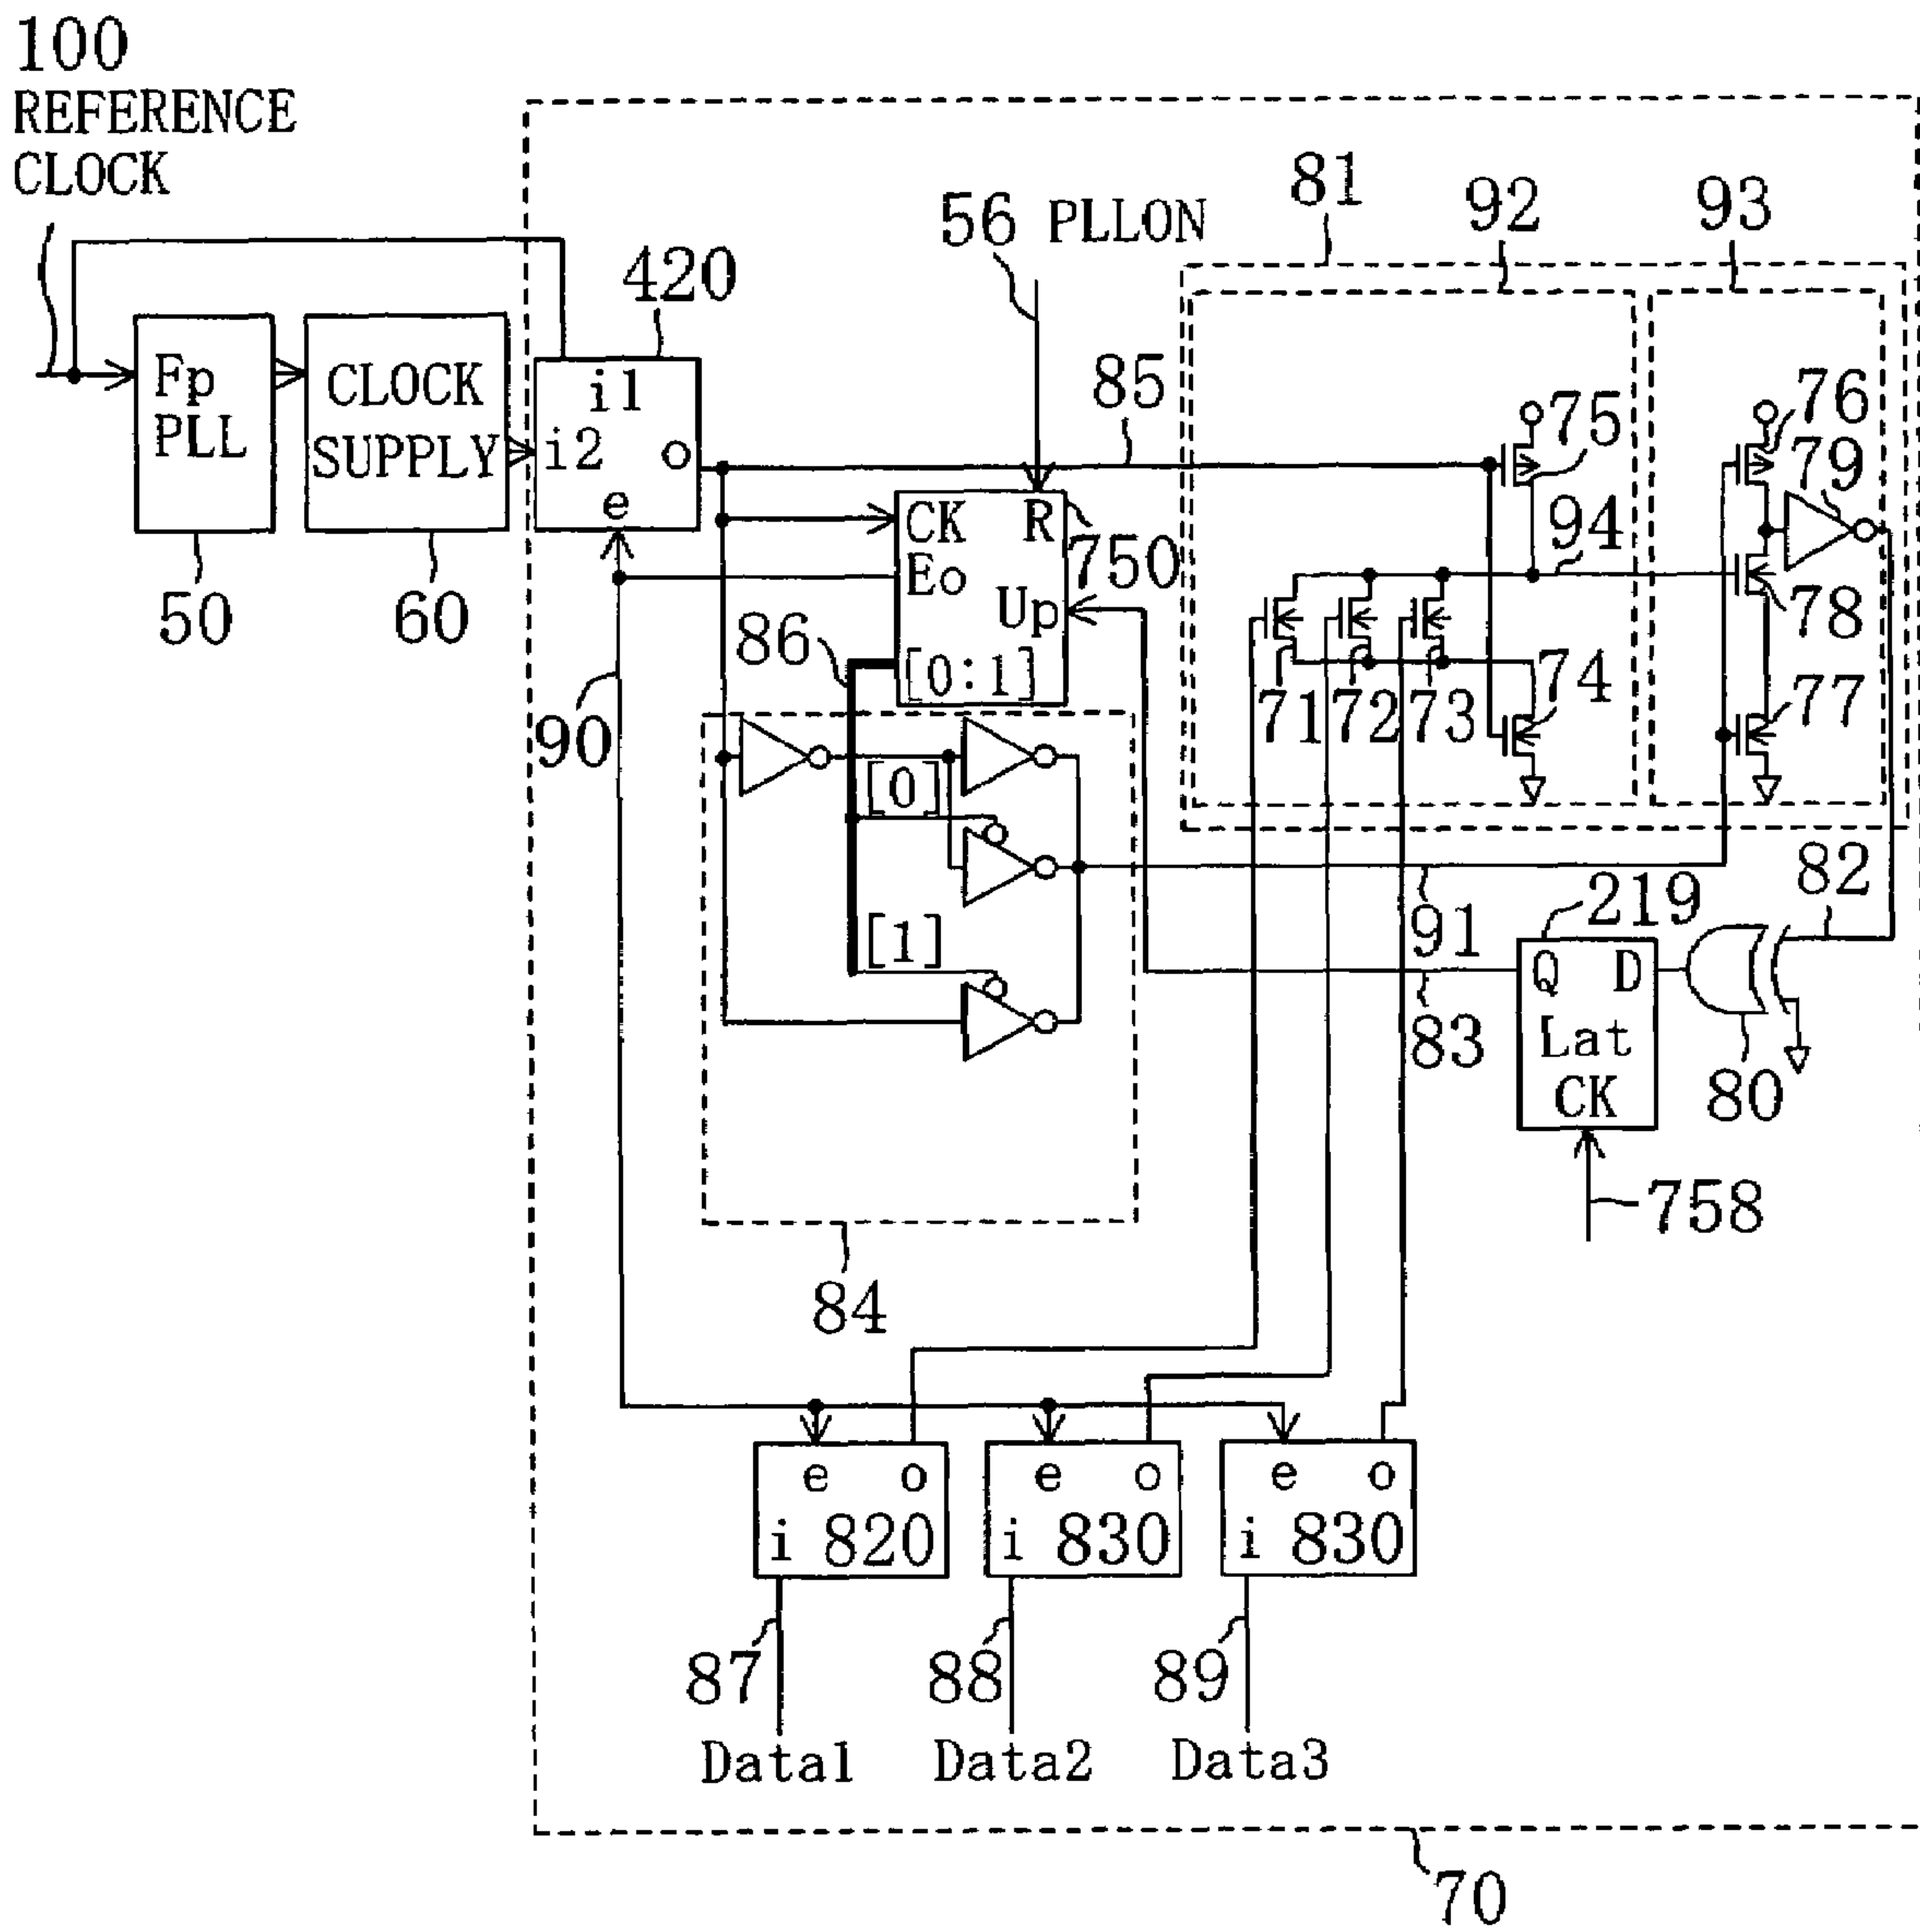 100
REFERENCE
CLOCK
81
92
93
56 PLLON
420
85
Fp
PLL
CLOCK
SUPPLY
i1
i2
o
e
75
76
79
94
CK
R
Eo
Up
[0:1]
750
50
60
86
78
90
71
72
73
74
77
[0]
[1]
82
219
91
Q
D
Lat
CK
83
80
758
84
e
o
i
820
e
o
i
830
e
o
i
830
87
88
89
Data1
Data2
Data3
70